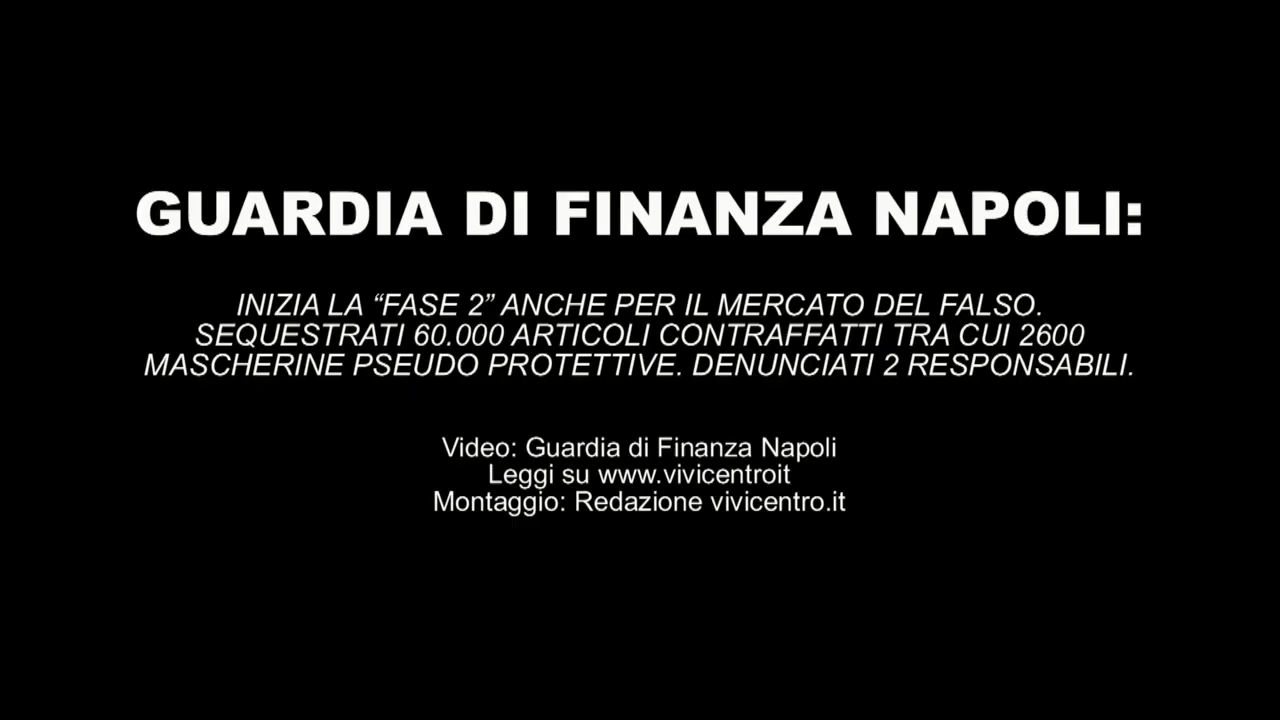 GUARDIA DI FINANZA NAPOLI:
INIZIA LA “FASE 2” ANCHE PER IL MERCATO DEL FALSO.
SEQUESTRATI 60.000 ARTICOLI CONTRAFFATTI TRA CUI 2600
MASCHERINE PSEUDO PROTETTIVE. DENUNCIATI 2 RESPONSABILI.
Video: Guardia di Finanza Napoli
Leggi su www.vivicentroit
Montaggio: Redazione vivicentro.it